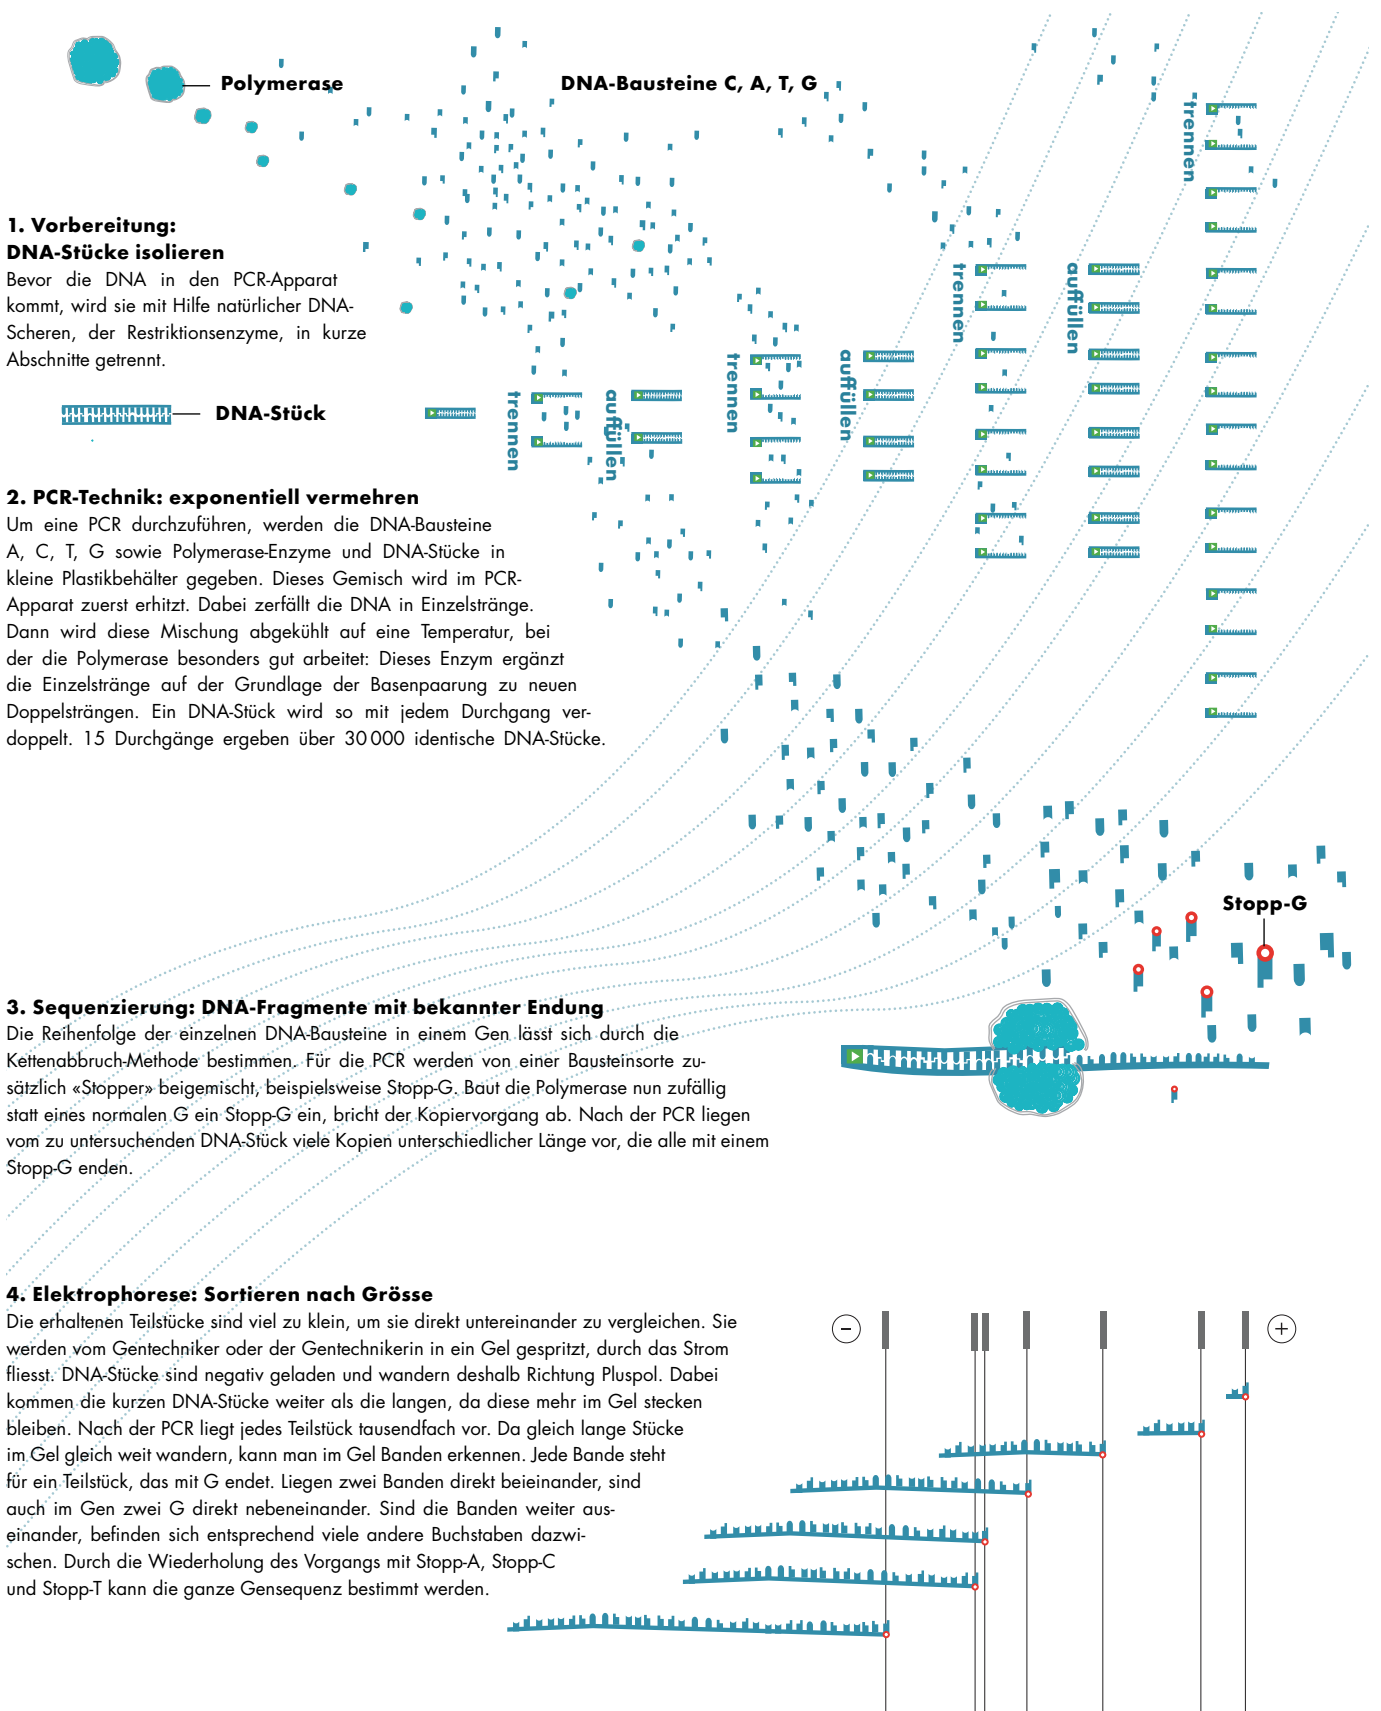 Polymerase
DNA-Bausteine C, A, T, G
trennen
1. Vorbereitung:
DNA-Stücke isolieren
Bevor die DNA in den PCR-Apparat
kommt, wird sie mit Hilfe natürlicher DNA-
Scheren, der Restriktionsenzyme, in kurze
Abschnitte getrennt.
DNA-Stück
trennen
auffüllen
trennen
auffüllen
trennen
auffüllen
2. PCR-Technik: exponentiell vermehren
Um eine PCR durchzuführen, werden die DNA-Bausteine
A, C, T, G sowie Polymerase-Enzyme und DNA-Stücke in
kleine Plastikbehälter gegeben. Dieses Gemisch wird im PCR-
Apparat zuerst erhitzt. Dabei zerfällt die DNA in Einzelstränge.
Dann wird diese Mischung abgekühlt auf eine Temperatur, bei
der die Polymerase besonders gut arbeitet: Dieses Enzym ergänzt
die Einzelstränge auf der Grundlage der Basenpaarung zu neuen
Doppelsträngen. Ein DNA-Stück wird so mit jedem Durchgang ver-
doppelt. 15 Durchgänge ergeben über 30 000 identische DNA-Stücke.
Stopp-G
3. Sequenzierung: DNA-Fragmente mit bekannter Endung
Die Reihenfolge der einzelnen DNA-Bausteine in einem Gen lässt sich durch die
Kettenabbruch-Methode bestimmen. Für die PCR werden von einer Bausteinsorte zu-
sätzlich «Stopper» beigemischt, beispielsweise Stopp-G. Baut die Polymerase nun zufällig
statt eines normalen G ein Stopp-G ein, bricht der Kopiervorgang ab. Nach der PCR liegen
vom zu untersuchenden DNA-Stück viele Kopien unterschiedlicher Länge vor, die alle mit einem
Stopp-G enden.
4. Elektrophorese: Sortieren nach Grösse
Die erhaltenen Teilstücke sind viel zu klein, um sie direkt untereinander zu vergleichen. Sie
werden vom Gentechniker oder der Gentechnikerin in ein Gel gespritzt, durch das Strom
fliesst. DNA-Stücke sind negativ geladen und wandern deshalb Richtung Pluspol. Dabei
kommen die kurzen DNA-Stücke weiter als die langen, da diese mehr im Gel stecken
bleiben. Nach der PCR liegt jedes Teilstück tausendfach vor. Da gleich lange Stücke
im Gel gleich weit wandern, kann man im Gel Banden erkennen. Jede Bande steht
für ein Teilstück, das mit G endet. Liegen zwei Banden direkt beieinander, sind
auch im Gen zwei G direkt nebeneinander. Sind die Banden weiter aus-
einander, befinden sich entsprechend viele andere Buchstaben dazwi-
schen. Durch die Wiederholung des Vorgangs mit Stopp-A, Stopp-C
und Stopp-T kann die ganze Gensequenz bestimmt werden.
− +